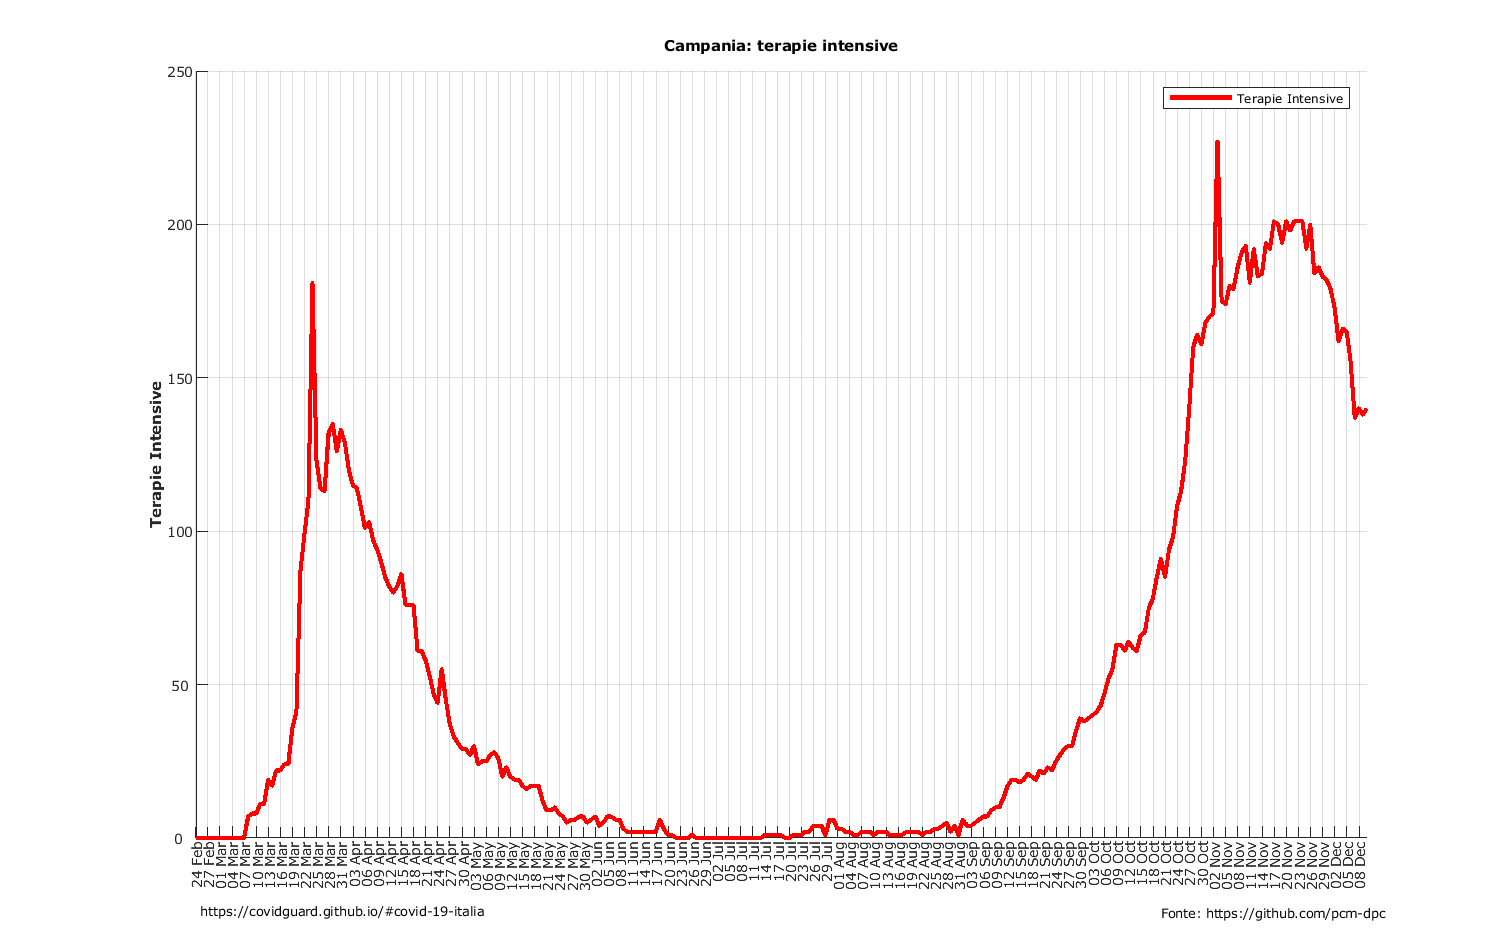 Campania: terapie intensive
Terapie Intensive
Terapie Intensive
250
200
150
100
50
0
24 Feb
27 Feb
01 Mar
04 Mar
07 Mar
10 Mar
13 Mar
16 Mar
19 Mar
22 Mar
25 Mar
28 Mar
31 Mar
03 Apr
06 Apr
09 Apr
12 Apr
15 Apr
18 Apr
21 Apr
24 Apr
27 Apr
30 Apr
03 May
06 May
09 May
12 May
15 May
18 May
21 May
24 May
27 May
30 May
02 Jun
05 Jun
08 Jun
11 Jun
14 Jun
17 Jun
20 Jun
23 Jun
26 Jun
29 Jun
02 Jul
05 Jul
08 Jul
11 Jul
14 Jul
17 Jul
20 Jul
23 Jul
26 Jul
29 Jul
01 Aug
04 Aug
07 Aug
10 Aug
13 Aug
16 Aug
19 Aug
22 Aug
25 Aug
28 Aug
31 Aug
03 Sep
06 Sep
09 Sep
12 Sep
15 Sep
18 Sep
21 Sep
24 Sep
27 Sep
30 Sep
03 Oct
06 Oct
09 Oct
12 Oct
15 Oct
18 Oct
21 Oct
24 Oct
27 Oct
30 Oct
02 Nov
05 Nov
08 Nov
11 Nov
14 Nov
17 Nov
20 Nov
23 Nov
26 Nov
29 Nov
02 Dec
05 Dec
08 Dec
https://covidguard.github.io/#covid-19-italia
Fonte: https://github.com/pcm-dpc